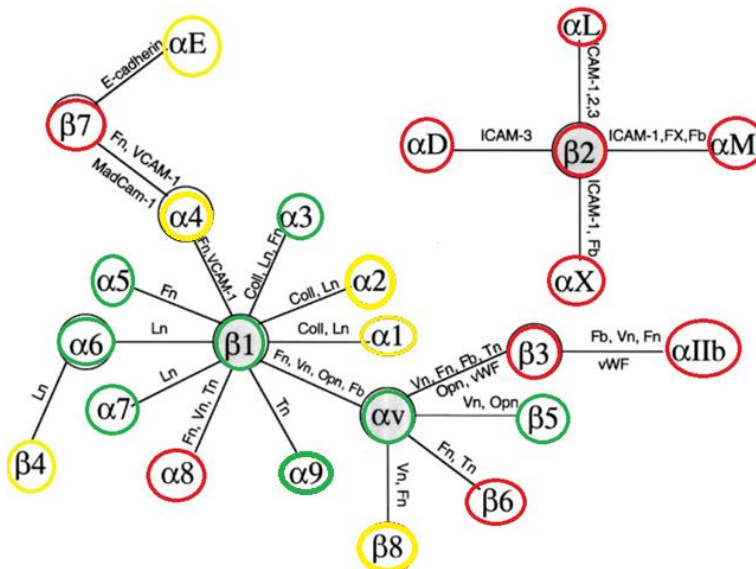 αE
αL
E-cadherin
ICAM-1,2,3
β7
αD
ICAM-3
β2
ICAM-1,FX,Fb
αM
Fn, VCAM-1
MadCam-1
α4
α3
ICAM-1, Fb
αX
Fn,VCAM-1
Coll, Ln, Fn
α5
Fn
Coll, Ln
α2
α6
Ln
β1
Coll, Ln
α1
β3
Fb, Vn, Fn
vWF
αIIb
Fn, Vn, Opn, Fb
Vn, Fn, Fb, Tn
Opn, vWF
Ln
Ln
α7
Fn, Vn, Tn
Tn
αv
Vn, Opn
β5
β4
α8
α9
Vn, Fn
Fn, Tn
β6
β8